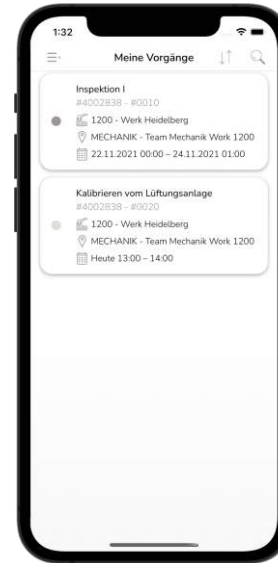 1:32
Meine Vorgänge
Inspektion I
#4002838 - #0010
1200 - Werk Heidelberg
MECHANIK - Team Mechanik Work 1200
22.11.2021 00:00 – 24.11.2021 01:00
Kalibrieren vom Lüftungsanlage
#4002838 - #0020
1200 - Werk Heidelberg
MECHANIK - Team Mechanik Work 1200
Heute 13:00 – 14:00